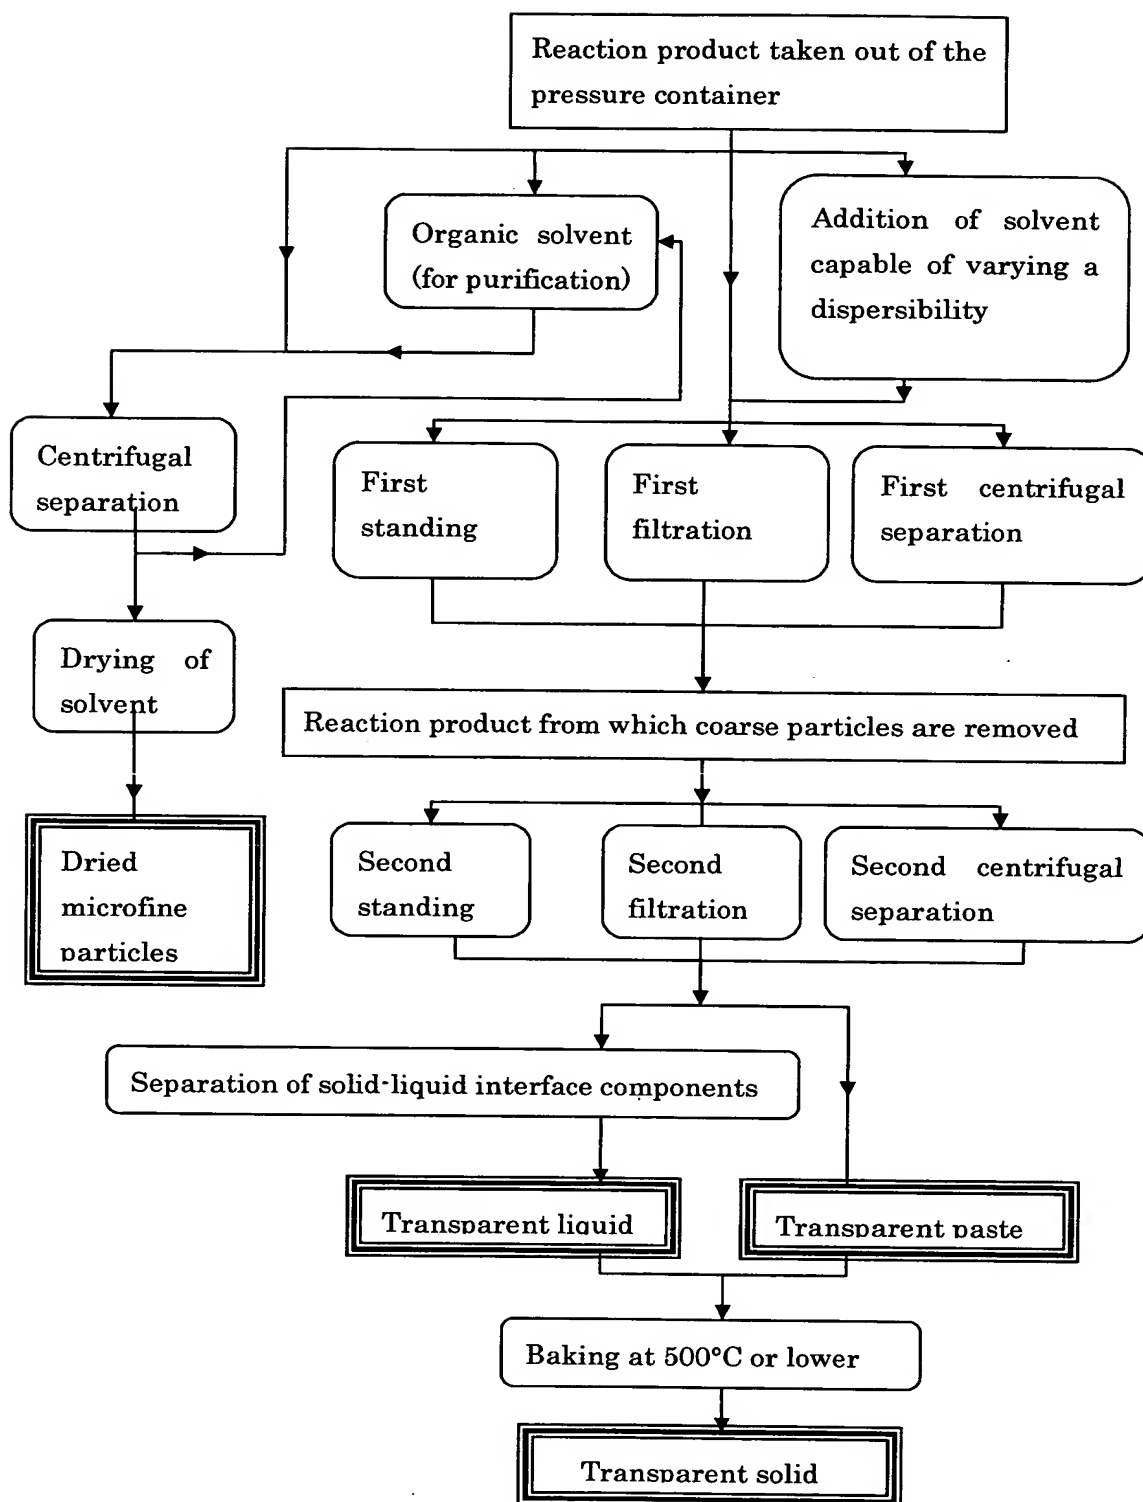 Reaction product taken out of the
pressure container
Organic solvent
(for purification)
Addition of solvent
capable of varying a
dispersibility
Centrifugal
separation
First
standing
First
filtration
First centrifugal
separation
Drying of
solvent
Reaction product from which coarse particles are removed
Dried
microfine
particles
Second
standing
Second
filtration
Second centrifugal
separation
Separation of solid-liquid interface components
Transparent liquid
Transparent paste
Baking at 500°C or lower
Transparent solid